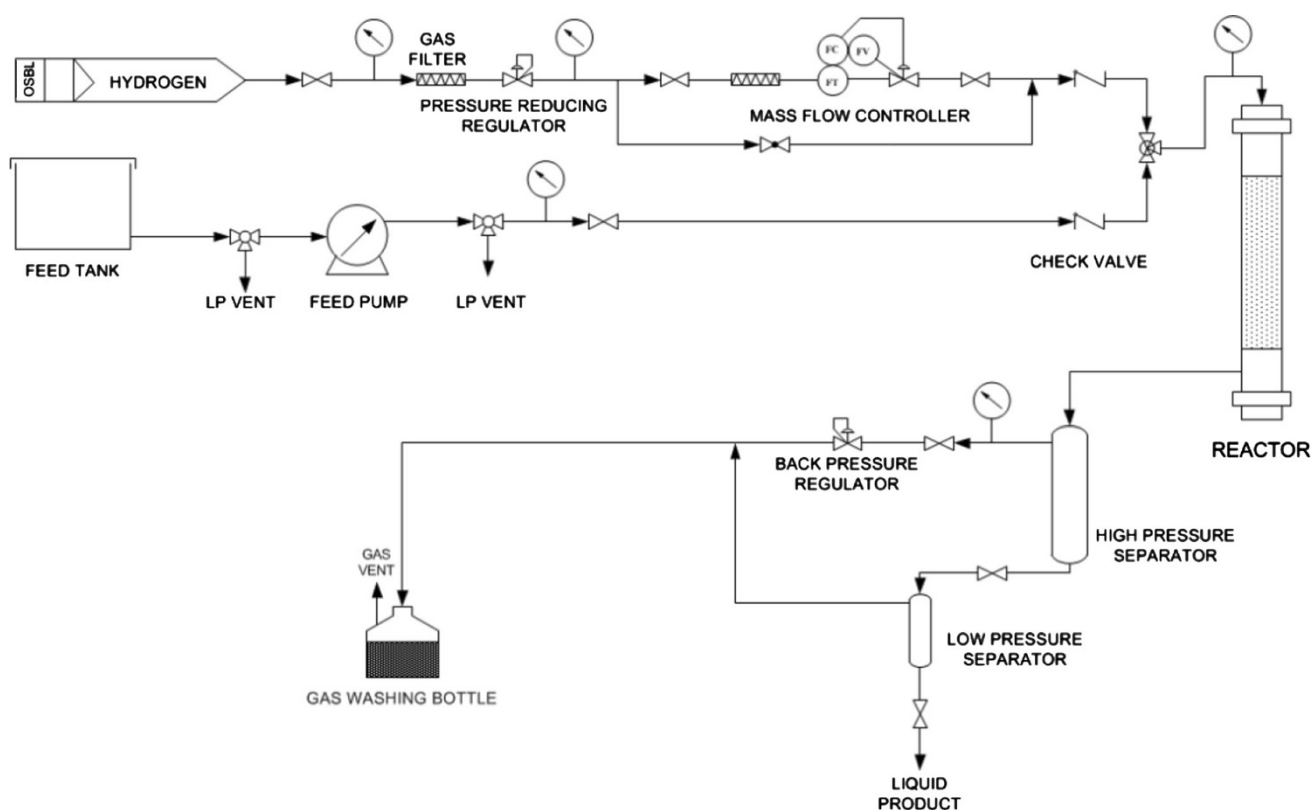 OSBL
HYDROGEN
GAS
FILTER
PRESSURE REDUCING
REGULATOR
FC
FV
FT
MASS FLOW CONTROLLER
FEED TANK
LP VENT
FEED PUMP
LP VENT
CHECK VALVE
REACTOR
BACK PRESSURE
REGULATOR
HIGH PRESSURE
SEPARATOR
GAS
VENT
LOW PRESSURE
SEPARATOR
GAS WASHING BOTTLE
LIQUID
PRODUCT